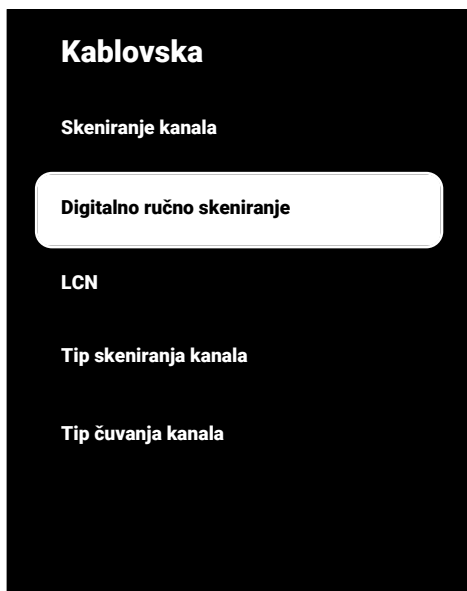 Kablovska
Skeniranje kanala
Digitalno ručno skeniranje
LCN
Tip skeniranja kanala
Tip čuvanja kanala